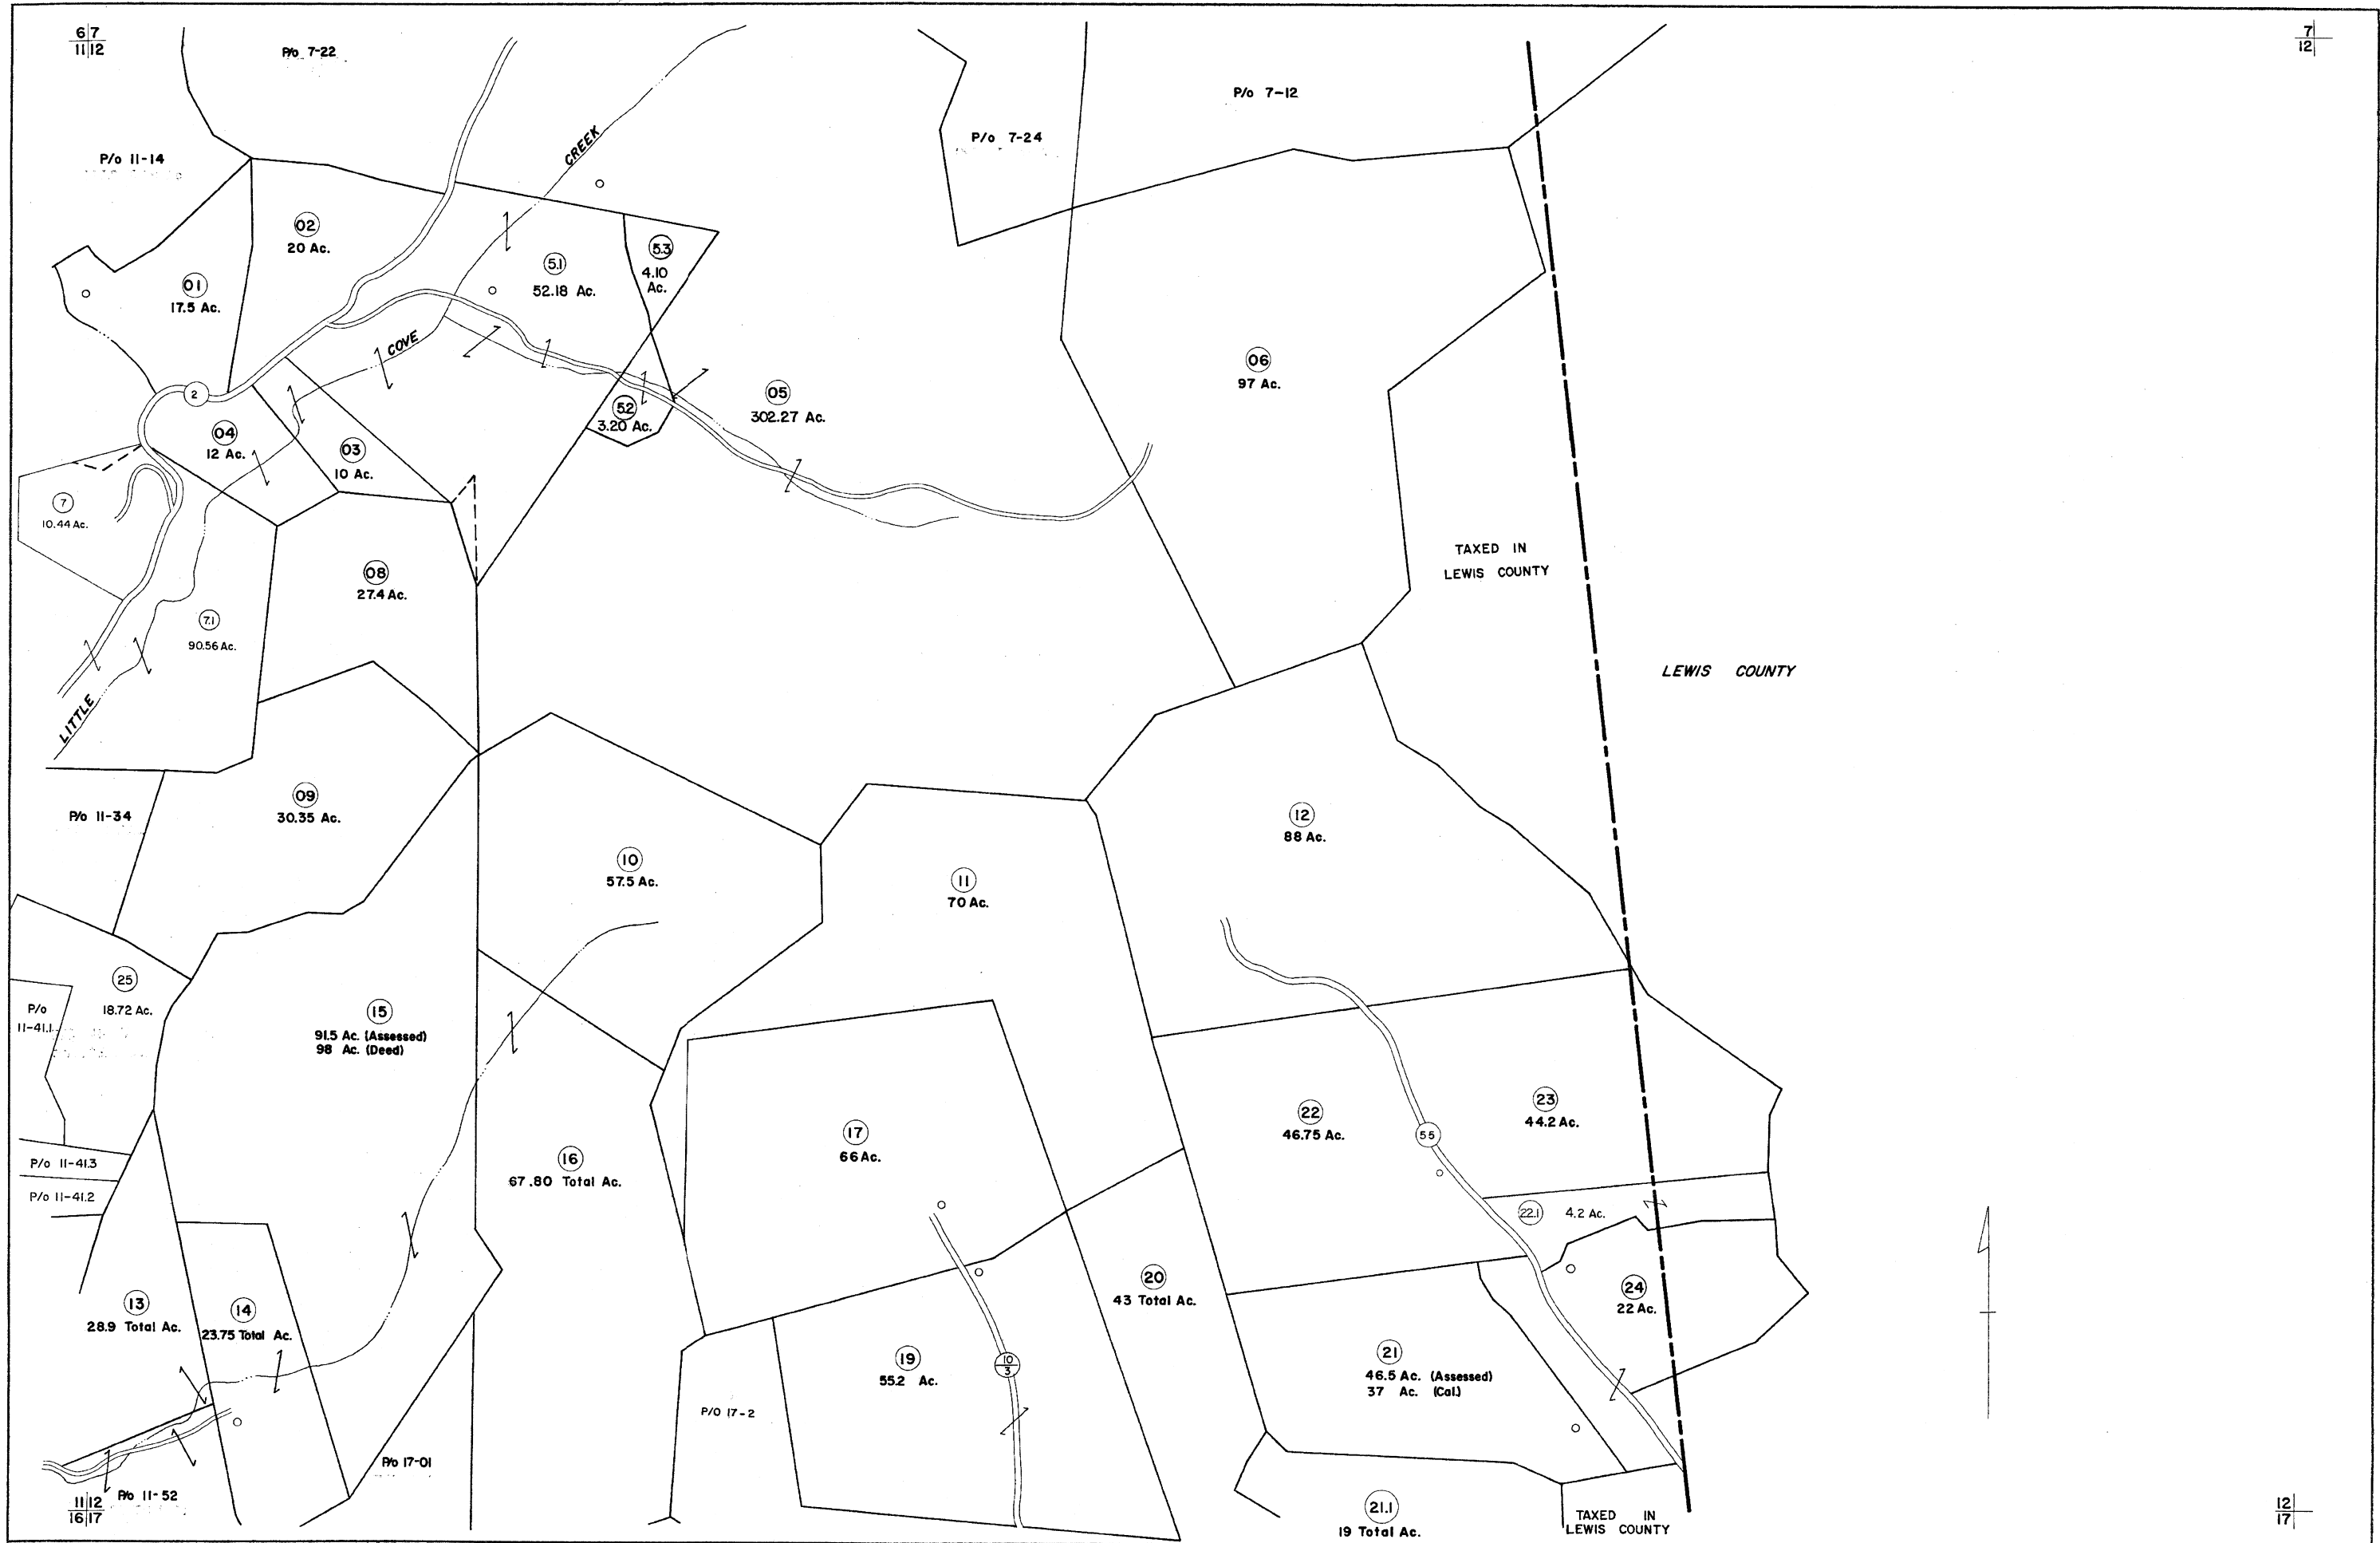 6 7
11 12
P/o 7-22
7
12
P/o 7-12
P/o 7-24
P/o 11-14
CREEK
02
20 Ac.
5.3
4.10
Ac.
5.1
52.18 Ac.
01
17.5 Ac.
COVE
06
97 Ac.
2
05
302.27 Ac.
5.2
3.20 Ac.
04
12 Ac.
03
10 Ac.
7
10.44 Ac.
TAXED IN
LEWIS COUNTY
08
27.4 Ac.
7.1
90.56 Ac.
LEWIS COUNTY
LITTLE
09
30.35 Ac.
P/o 11-34
12
88 Ac.
10
57.5 Ac.
11
70 Ac.
25
18.72 Ac.
P/o
11-41.1
15
91.5 Ac. (Assessed)
98 Ac. (Deed)
23
44.2 Ac.
22
46.75 Ac.
55
17
66 Ac.
16
67.80 Total Ac.
P/o 11-41.3
P/o 11-41.2
22.1 4.2 Ac.
20
43 Total Ac.
24
22 Ac.
13
28.9 Total Ac.
14
23.75 Total Ac.
19
55.2 Ac.
10
3
21
46.5 Ac. (Assessed)
37 Ac. (Cal.)
P/O 17-2
P/o 17-01
P/o 11-52
11 12
16 17
21.1
19 Total Ac.
TAXED IN
LEWIS COUNTY
12
17